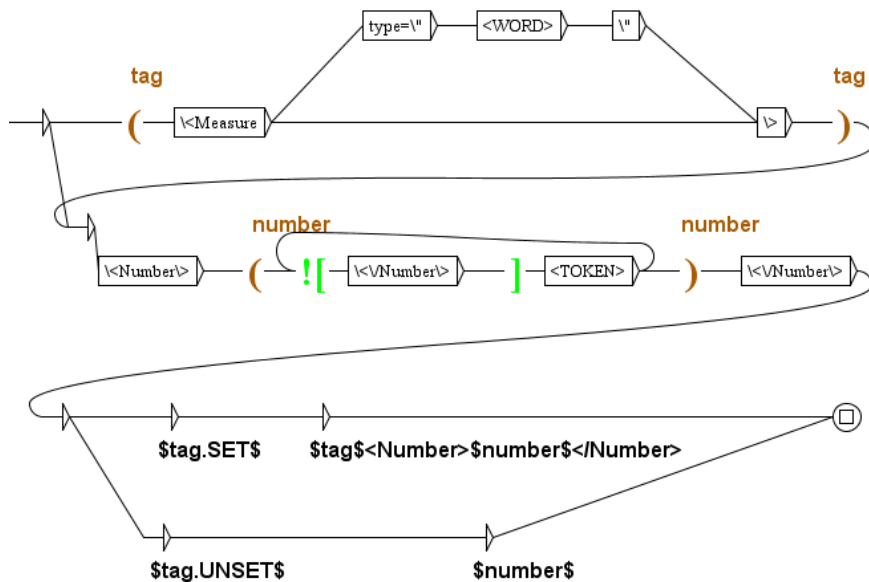 type=\" <WORD> \"
tag tag
( \<Measure \> )
number number
\<Number\> ( ![ \<\/Number\> ] <TOKEN> ) \<\/Number\>
$tag.SET$ $tag$<Number>$number$</Number>
$tag.UNSET$ $number$